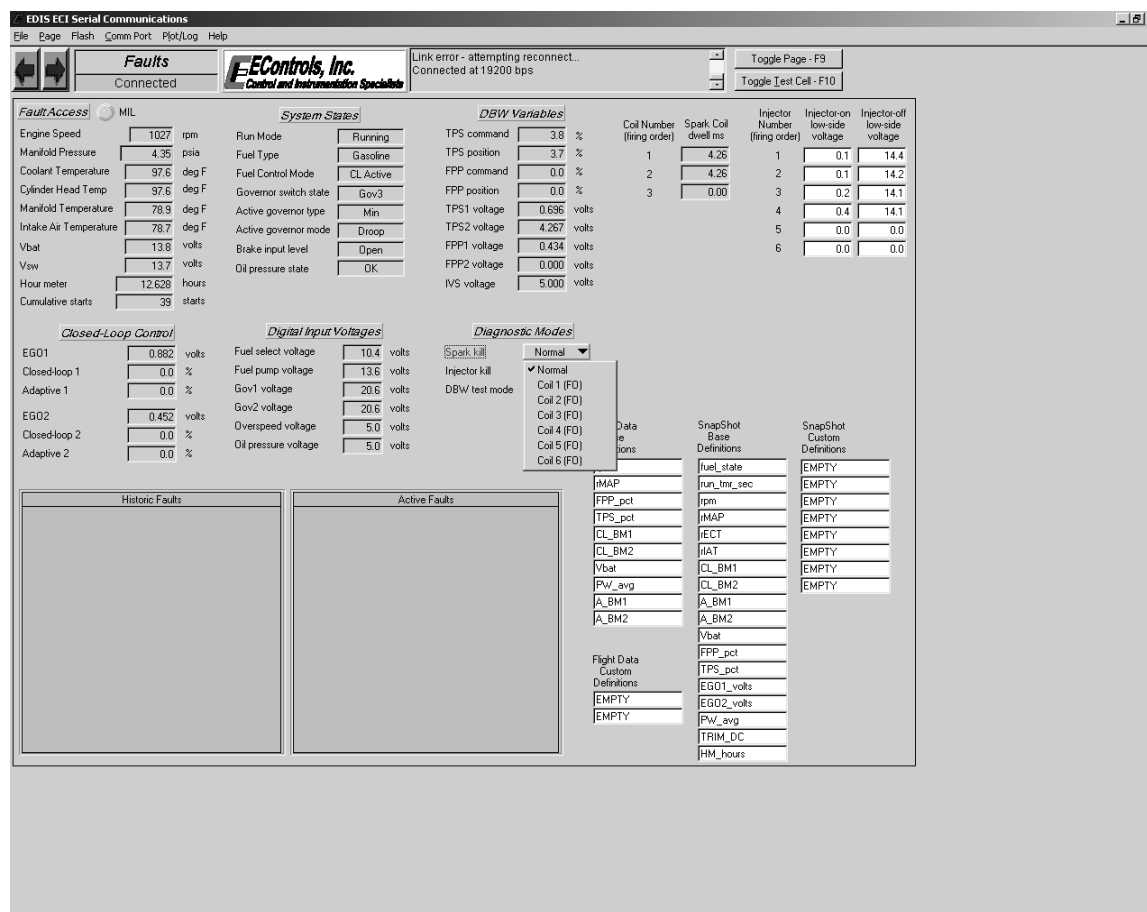 EDIS ECI Serial Communications
File Page Flash Comm Port Plot/Log Help
Faults
Connected
EControls, Inc.
Control and Instrumentation Specialists
Link error - attempting reconnect...
Connected at 19200 bps
Toggle Page - F9
Toggle Test Cell - F10
Fault Access MIL
Engine Speed 1027 rpm
Manifold Pressure 4.35 psia
Coolant Temperature 97.6 deg F
Cylinder Head Temp 97.6 deg F
Manifold Temperature 78.9 deg F
Intake Air Temperature 78.7 deg F
Vbat 13.8 volts
Vsw 13.7 volts
Hour meter 12.628 hours
Cumulative starts 39 starts
System States
Run Mode Running
Fuel Type Gasoline
Fuel Control Mode CL Active
Governor switch state Gov3
Active governor type Min
Active governor mode Droop
Brake input level Open
Oil pressure state OK
DBW Variables
TPS command 3.8 %
TPS position 3.7 %
FPP command 0.0 %
FPP position 0.0 %
TPS1 voltage 0.696 volts
TPS2 voltage 4.267 volts
FPP1 voltage 0.434 volts
FPP2 voltage 0.000 volts
IVS voltage 5.000 volts
Coil Number (firing order)
Spark Coil dwell ms
1 4.26
2 4.26
3 0.00
Injector Number (firing order)
Injector-on low-side voltage
Injector-off low-side voltage
1 0.1 14.4
2 0.1 14.2
3 0.2 14.1
4 0.4 14.1
5 0.0 0.0
6 0.0 0.0
Closed-Loop Control
EGO1 0.882 volts
Closed-loop 1 0.0 %
Adaptive 1 0.0 %
EGO2 0.452 volts
Closed-loop 2 0.0 %
Adaptive 2 0.0 %
Digital Input Voltages
Fuel select voltage 10.4 volts
Fuel pump voltage 13.6 volts
Gov1 voltage 20.6 volts
Gov2 voltage 20.6 volts
Overspeed voltage 5.0 volts
Oil pressure voltage 5.0 volts
Diagnostic Modes
Spark kill Normal
Injector kill
DBW test mode
Normal
Coil 1 (FO)
Coil 2 (FO)
Coil 3 (FO)
Coil 4 (FO)
Coil 5 (FO)
Coil 6 (FO)
Historic Faults
Active Faults
Data
rMAP
FPP_pct
TPS_pct
CL_BM1
CL_BM2
Vbat
PW_avg
A_BM1
A_BM2
Flight Data
Custom
Definitions
EMPTY
EMPTY
SnapShot
Base
Definitions
fuel_state
run_tmr_sec
rpm
rMAP
rECT
rIAT
CL_BM1
CL_BM2
A_BM1
A_BM2
Vbat
FPP_pct
TPS_pct
EGO1_volts
EGO2_volts
PW_avg
TRIM_DC
HM_hours
SnapShot
Custom
Definitions
EMPTY
EMPTY
EMPTY
EMPTY
EMPTY
EMPTY
EMPTY
EMPTY